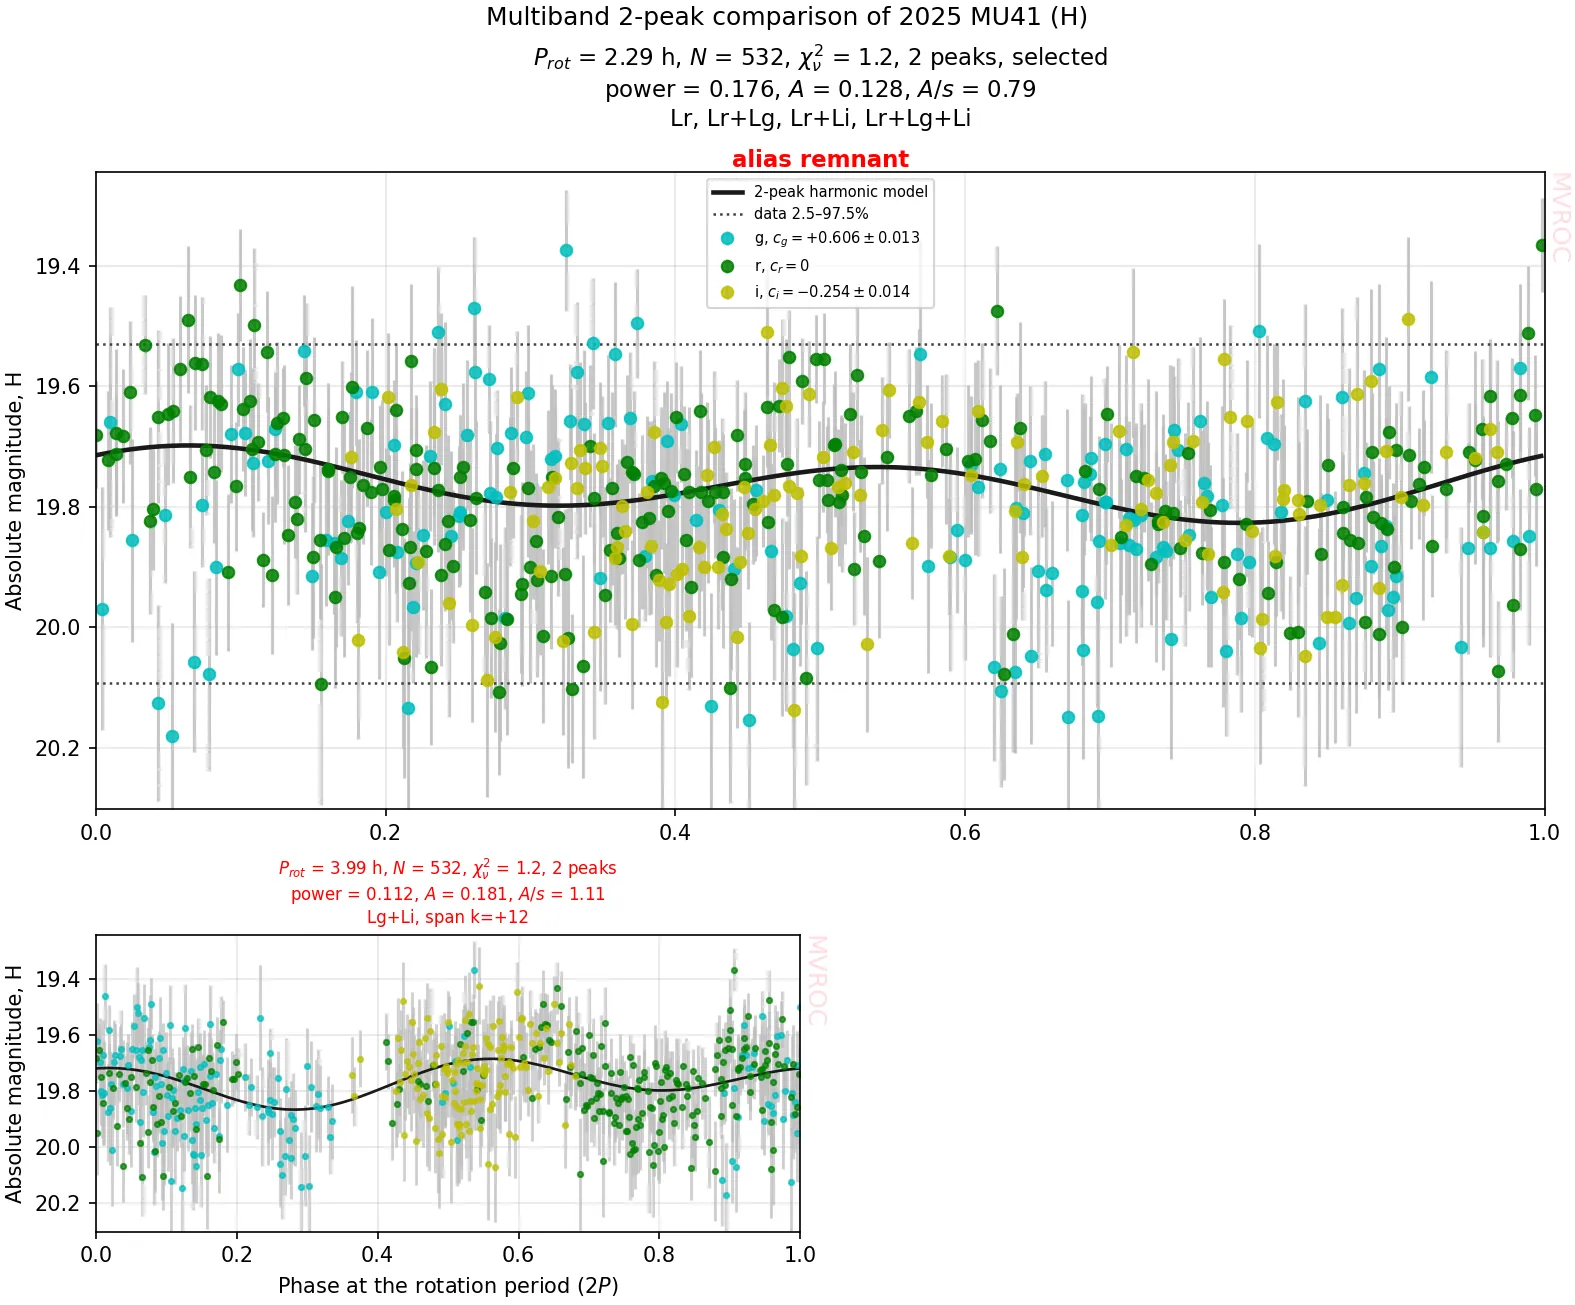 Multiband 2-peak comparison of 2025 MU41 (H)
P_rot = 2.29 h, N = 532, χ²_ν = 1.2, 2 peaks, selected
power = 0.176, A = 0.128, A/s = 0.79
Lr, Lr+Lg, Lr+Li, Lr+Lg+Li
alias remnant
2-peak harmonic model
data 2.5–97.5%
g, c_g = +0.606 ± 0.013
r, c_r = 0
i, c_i = −0.254 ± 0.014
MVROC
Absolute magnitude, H
19.4
19.6
19.8
20.0
20.2
0.0 0.2 0.4 0.6 0.8 1.0
P_rot = 3.99 h, N = 532, χ²_ν = 1.2, 2 peaks
power = 0.112, A = 0.181, A/s = 1.11
Lg+Li, span k=+12
MVROC
Absolute magnitude, H
19.4
19.6
19.8
20.0
20.2
0.0 0.2 0.4 0.6 0.8 1.0
Phase at the rotation period (2P)